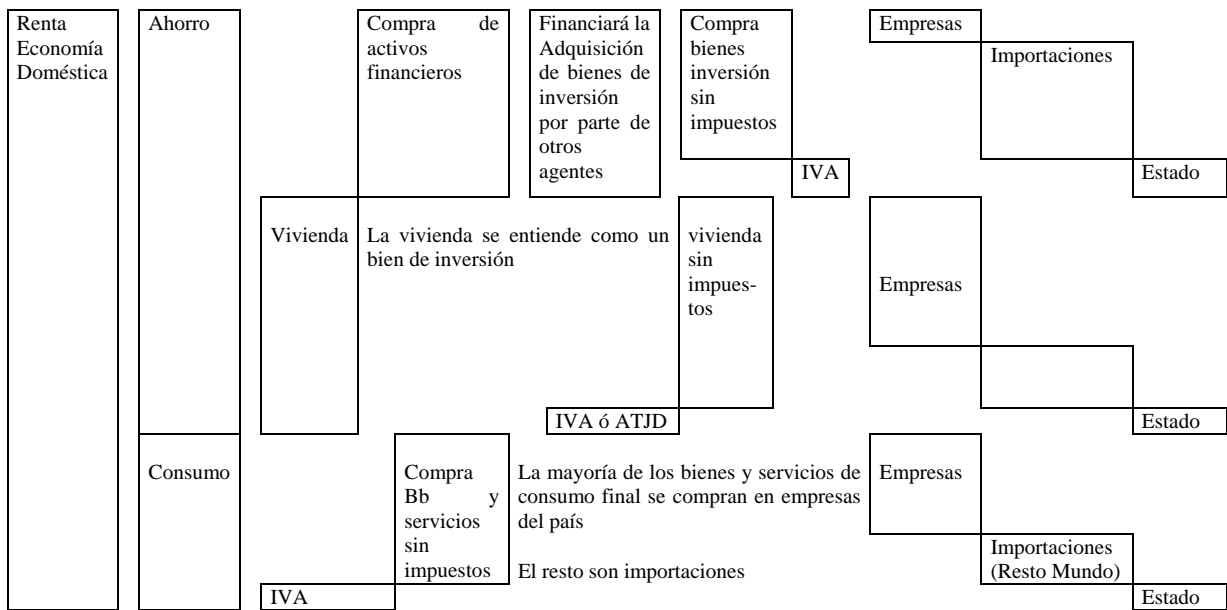 Renta
Economía
Doméstica
Ahorro
Compra de
activos
financieros
Financiará la
Adquisición
de bienes de
inversión
por parte de
otros
agentes
Compra
bienes
inversión
sin
impuestos
IVA
Empresas
Importaciones
Estado
Vivienda
La vivienda se entiende como un
bien de inversión
vivienda
sin
impues-
tos
IVA ó ATJD
Empresas
Estado
Consumo
Compra
Bb y
servicios
sin
impuestos
IVA
La mayoría de los bienes y servicios de
consumo final se compran en empresas
del país
El resto son importaciones
Empresas
Importaciones
(Resto Mundo)
Estado